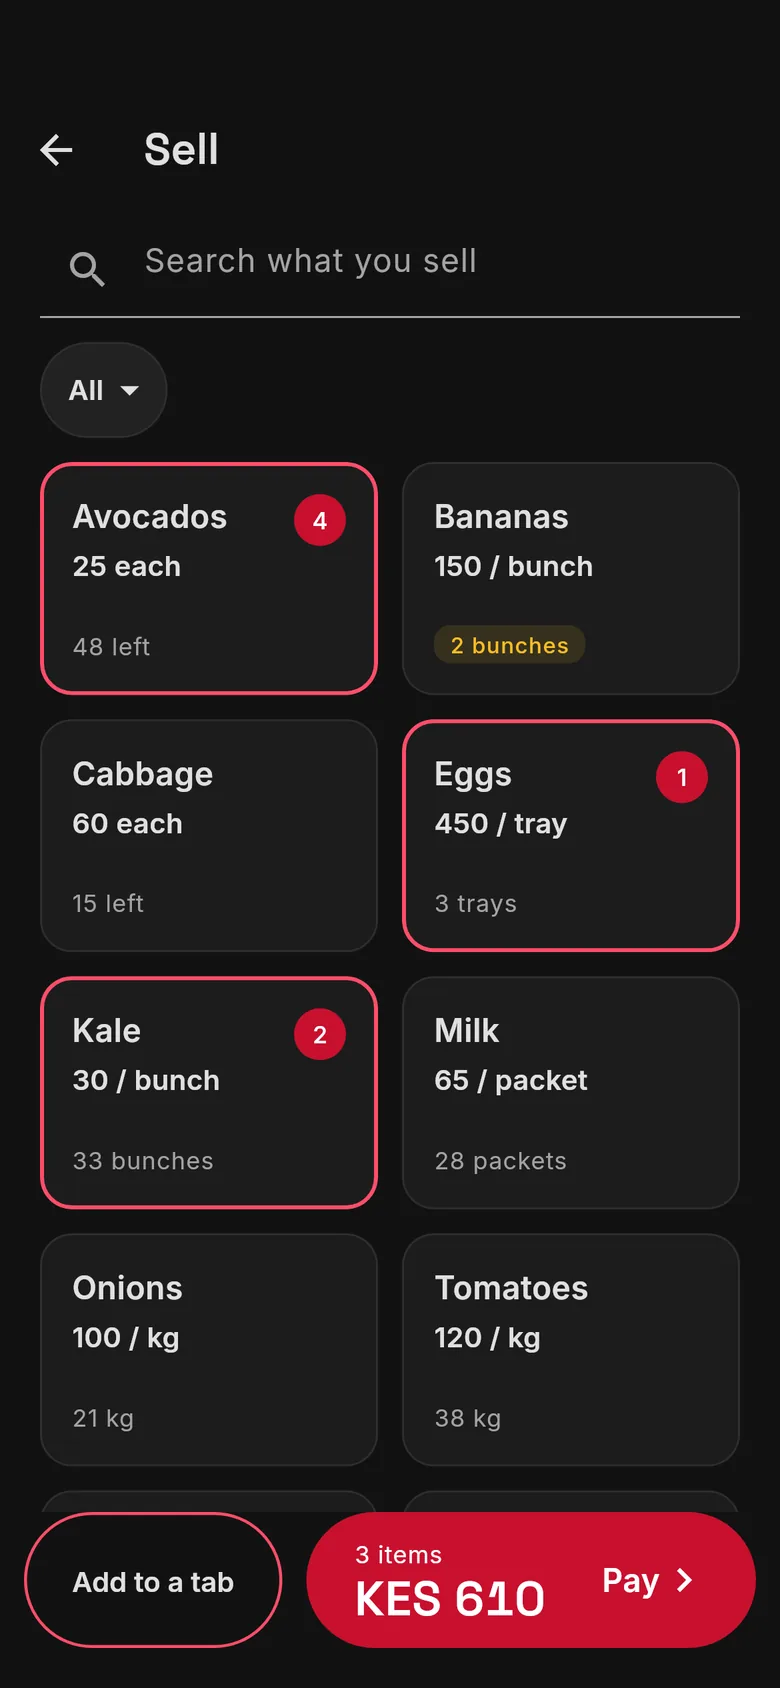 Sell
Search what you sell
All
Avocados
4
25 each
48 left
Bananas
150 / bunch
2 bunches
Cabbage
60 each
15 left
Eggs
1
450 / tray
3 trays
Kale
2
30 / bunch
33 bunches
Milk
65 / packet
28 packets
Onions
100 / kg
21 kg
Tomatoes
120 / kg
38 kg
Add to a tab
3 items
KES 610
Pay